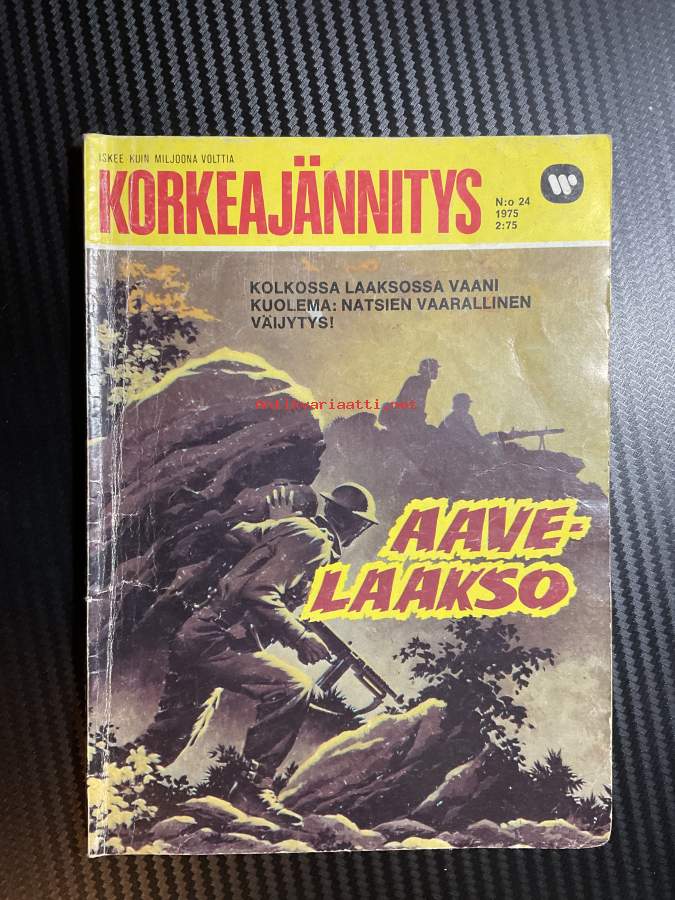 ISKEE KUIN MILJOONA VOLTTIA
KORKEAJÄNNITYS
N:o 24
1975
2:75
KOLKOSSA LAAKSOSSA VAANI
KUOLEMA: NATSIEN VAARALLINEN
VÄIJYTYS!
Antikvariaatti.net
AAVE-
LAAKSO